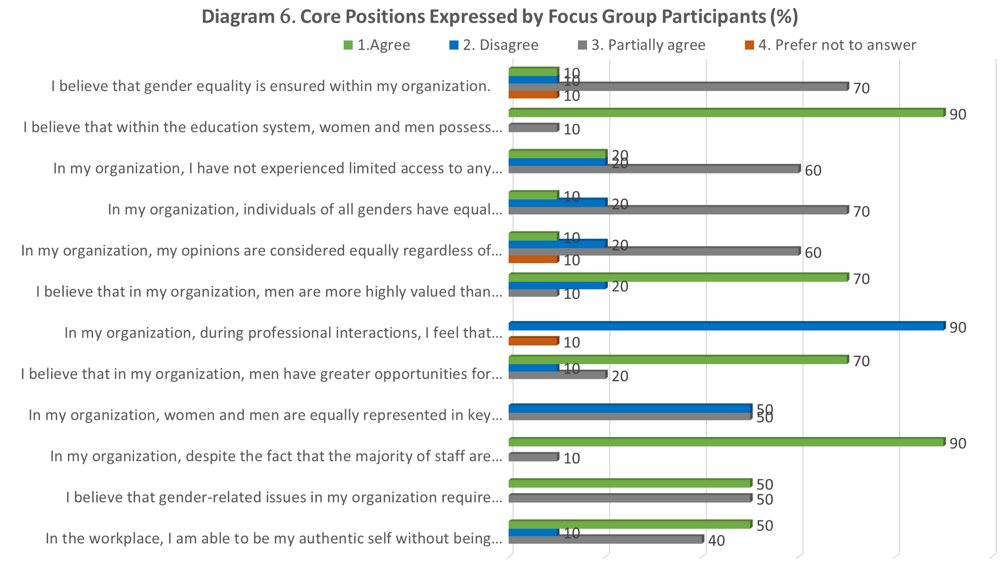 Diagram 6. Core Positions Expressed by Focus Group Participants (%)
1.Agree 2. Disagree 3. Partially agree 4. Prefer not to answer
I believe that gender equality is ensured within my organization.
10
10
70
10
I believe that within the education system, women and men possess...
90
10
In my organization, I have not experienced limited access to any...
20
20
60
In my organization, individuals of all genders have equal...
10
20
70
In my organization, my opinions are considered equally regardless of...
10
20
60
10
I believe that in my organization, men are more highly valued than...
70
20
10
In my organization, during professional interactions, I feel that...
90
10
I believe that in my organization, men have greater opportunities for...
70
10
20
In my organization, women and men are equally represented in key...
50
50
In my organization, despite the fact that the majority of staff are...
90
10
I believe that gender-related issues in my organization require...
50
50
In the workplace, I am able to be my authentic self without being...
50
10
40